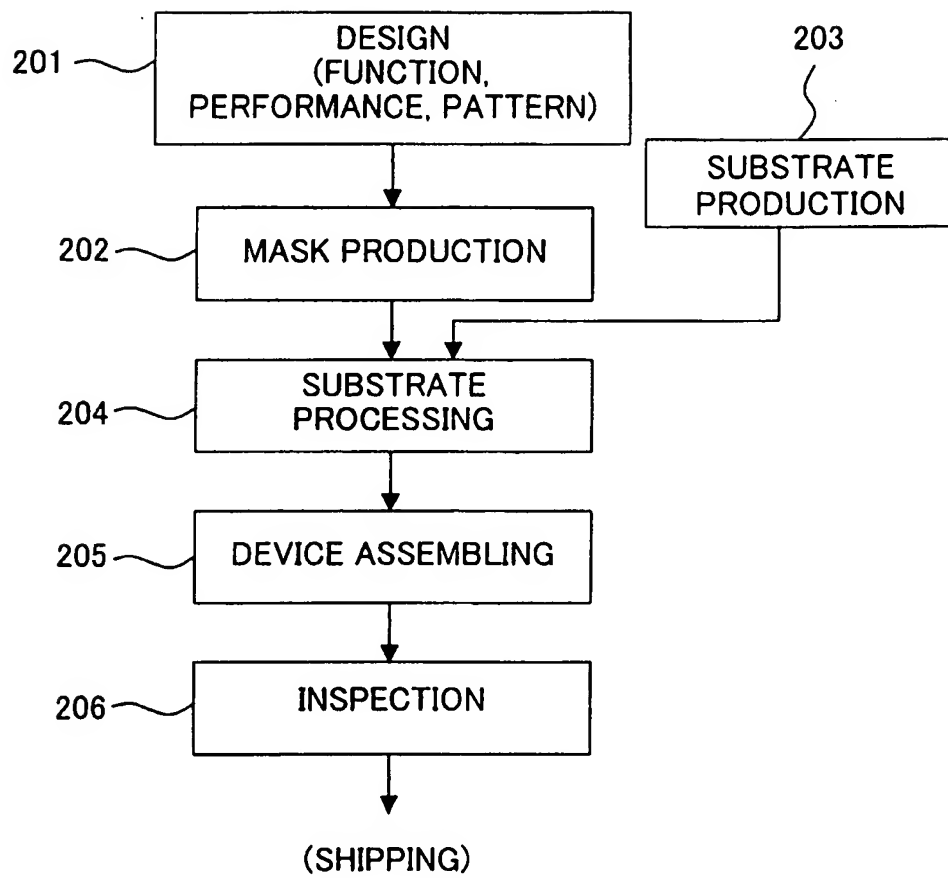 201
DESIGN
(FUNCTION,
PERFORMANCE, PATTERN)
203
SUBSTRATE
PRODUCTION
202
MASK PRODUCTION
204
SUBSTRATE
PROCESSING
205
DEVICE ASSEMBLING
206
INSPECTION
(SHIPPING)